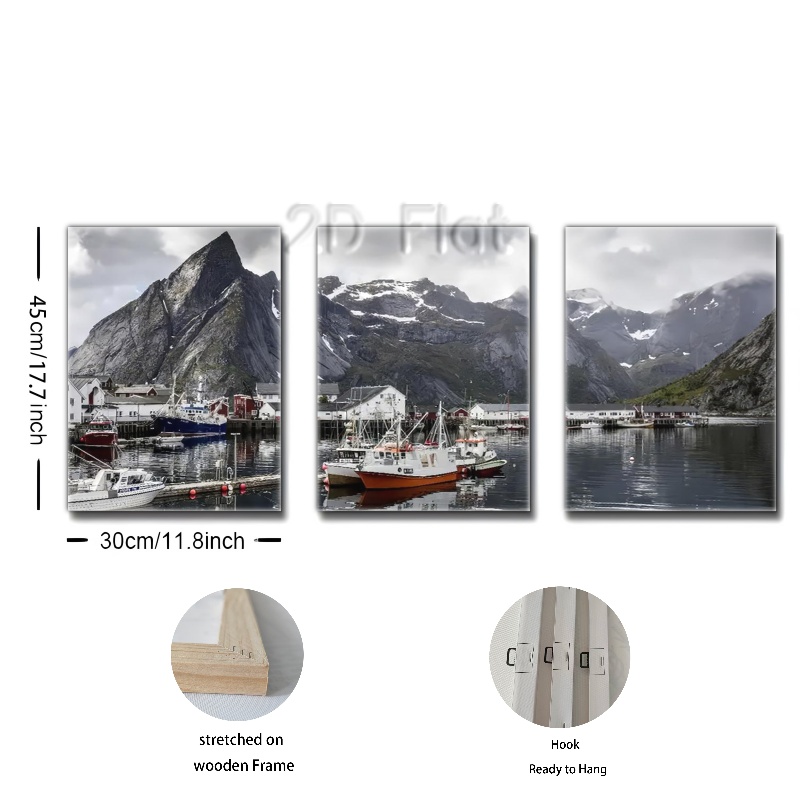 2D Flat
45cm/17.7inch
30cm/11.8inch
stretched on
wooden Frame
Hook
Ready to Hang